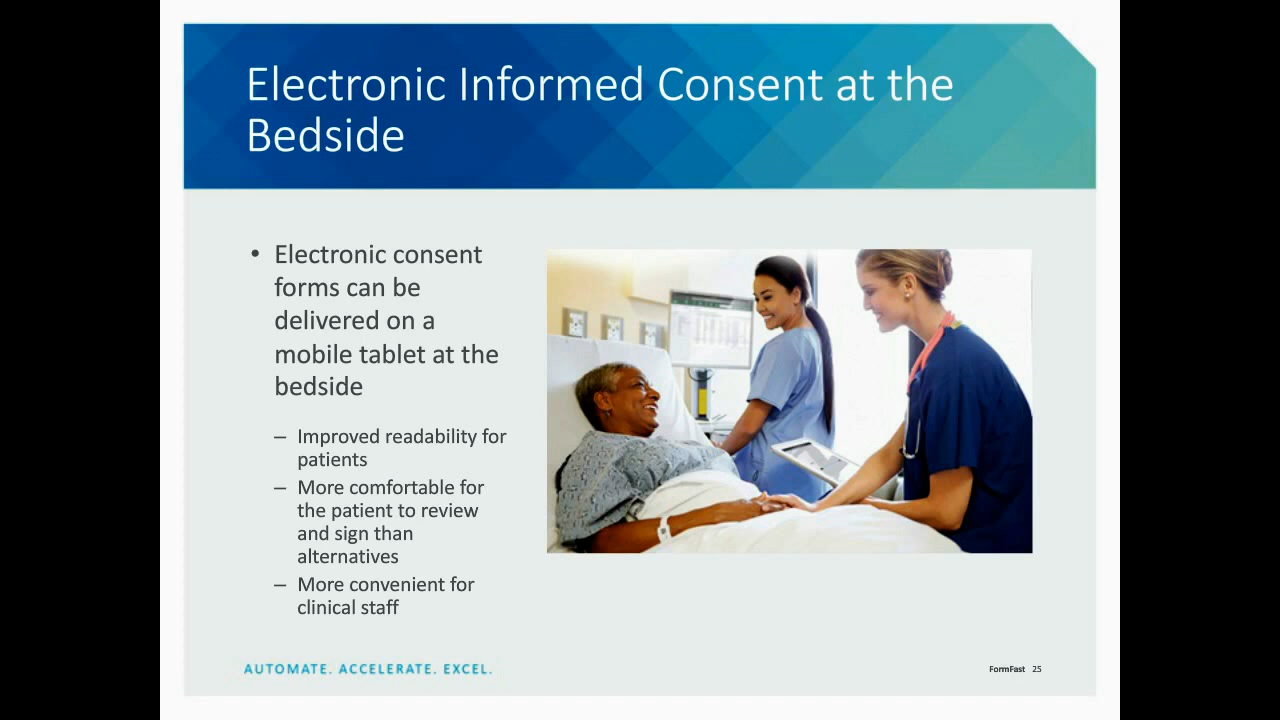 Electronic Informed Consent at the
Bedside
• Electronic consent
forms can be
delivered on a
mobile tablet at the
bedside
– Improved readability for
patients
– More comfortable for
the patient to review
and sign than
alternatives
– More convenient for
clinical staff
AUTOMATE. ACCELERATE. EXCEL.
FormFast 25